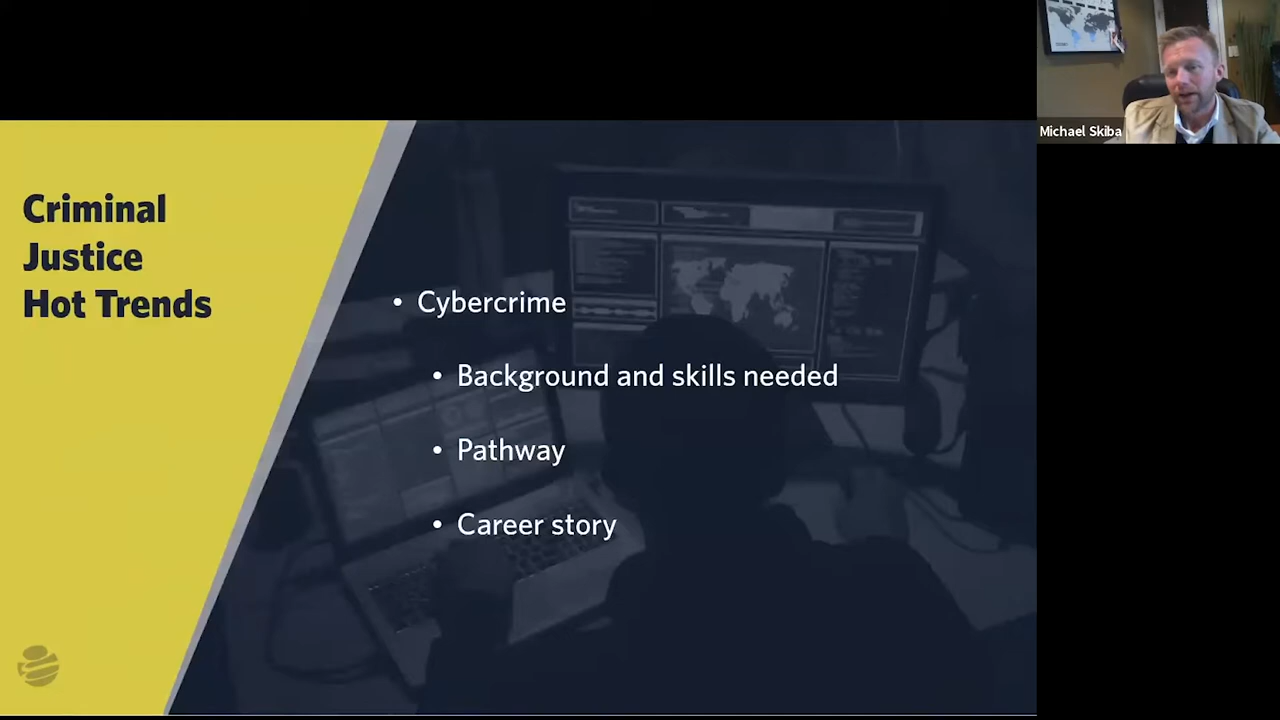 Criminal
Justice
Hot Trends
• Cybercrime
• Background and skills needed
• Pathway
• Career story
Michael Skiba